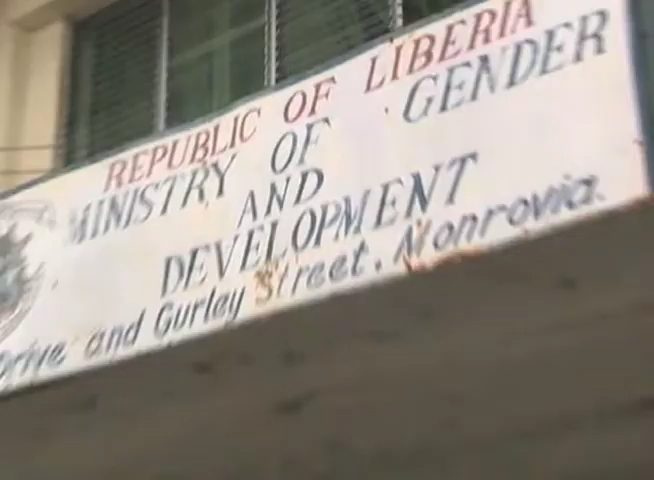 REPUBLIC OF LIBERIA
MINISTRY OF GENDER
AND
DEVELOPMENT
Drive and Gurley Street. Monrovia.